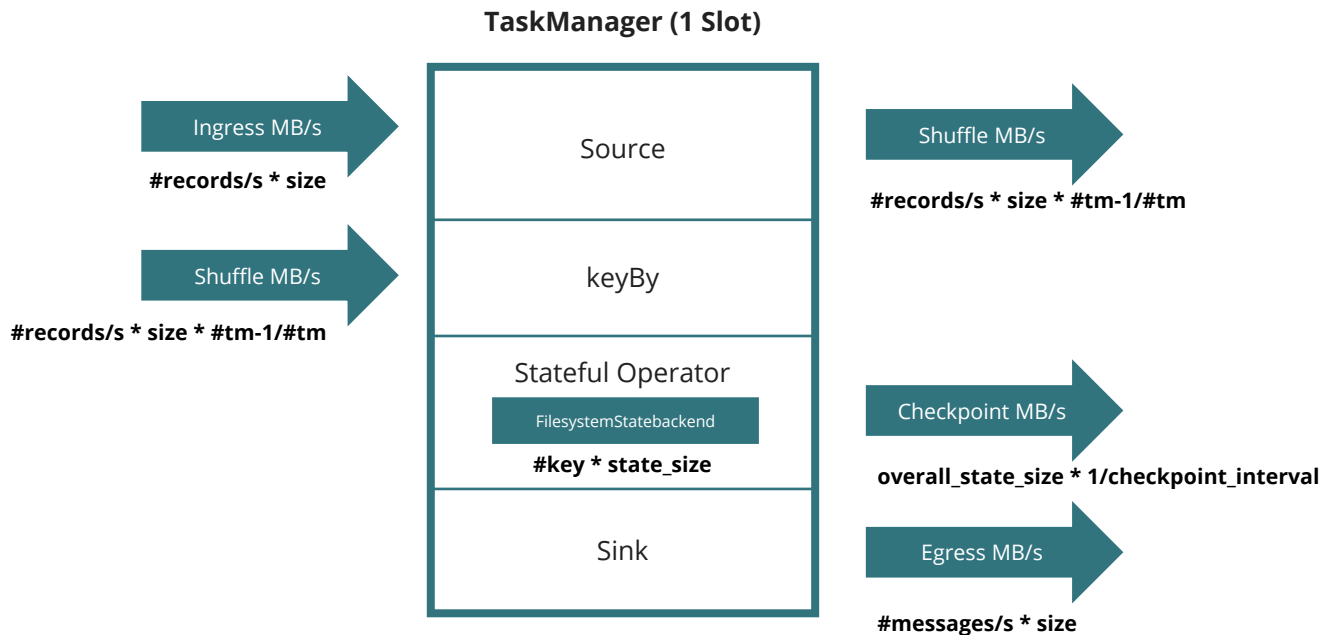 TaskManager (1 Slot)
Ingress MB/s
#records/s * size
Shuffle MB/s
#records/s * size * #tm-1/#tm
Source
keyBy
Stateful Operator
FilesystemStatebackend
#key * state_size
Sink
Shuffle MB/s
#records/s * size * #tm-1/#tm
Checkpoint MB/s
overall_state_size * 1/checkpoint_interval
Egress MB/s
#messages/s * size